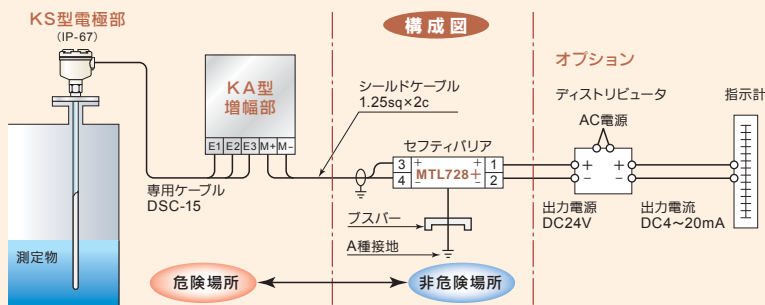 構成図
KS型電極部
(IP-67)
KA型
増幅部
E1 E2 E3 M+ M-
専用ケーブル
DSC-15
測定物
シールドケーブル
1.25sq×2c
セフティバリア
3 + + 1
MTL728+
4 - - 2
ブスバー
A種接地
オプション
ディストリビュータ
AC電源
+ +
- -
出力電源
DC24V
出力電流
DC4〜20mA
指示計
危険場所
非危険場所